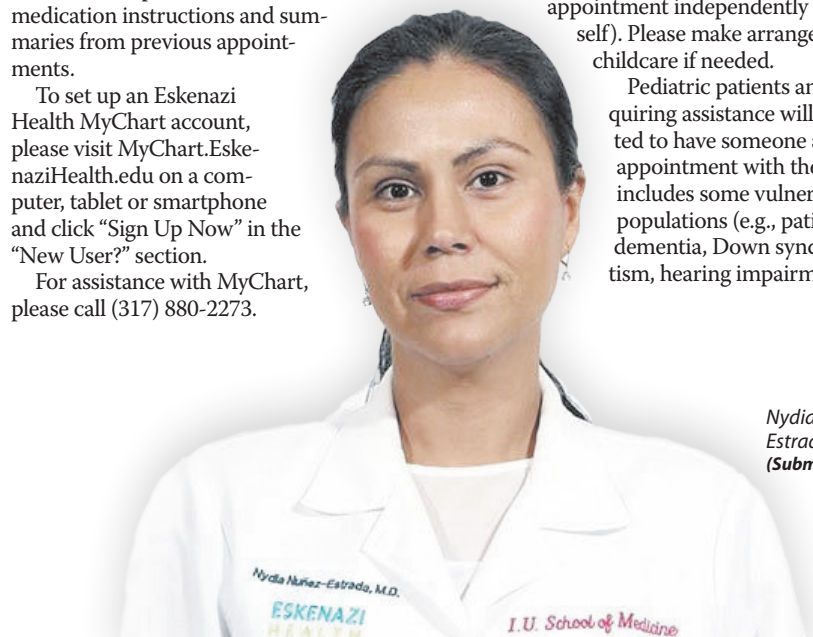 medication instructions and sum-
maries from previous appoint-
ments.
To set up an Eskenazi
Health MyChart account,
please visit MyChart.Eske-
naziHealth.edu on a com-
puter, tablet or smartphone
and click “Sign Up Now” in the
“New User?” section.
For assistance with MyChart,
please call (317) 880-2273.
appointment independently
self). Please make arrange
childcare if needed.
Pediatric patients an
quiring assistance will
ted to have someone a
appointment with the
includes some vulner
populations (e.g., pati
dementia, Down sync
tism, hearing impairm
Nydia
Estrad
(Subm
Nydia Nuñez-Estrada, M.D.
ESKENAZI
HEALTH
I.U. School of Medicine